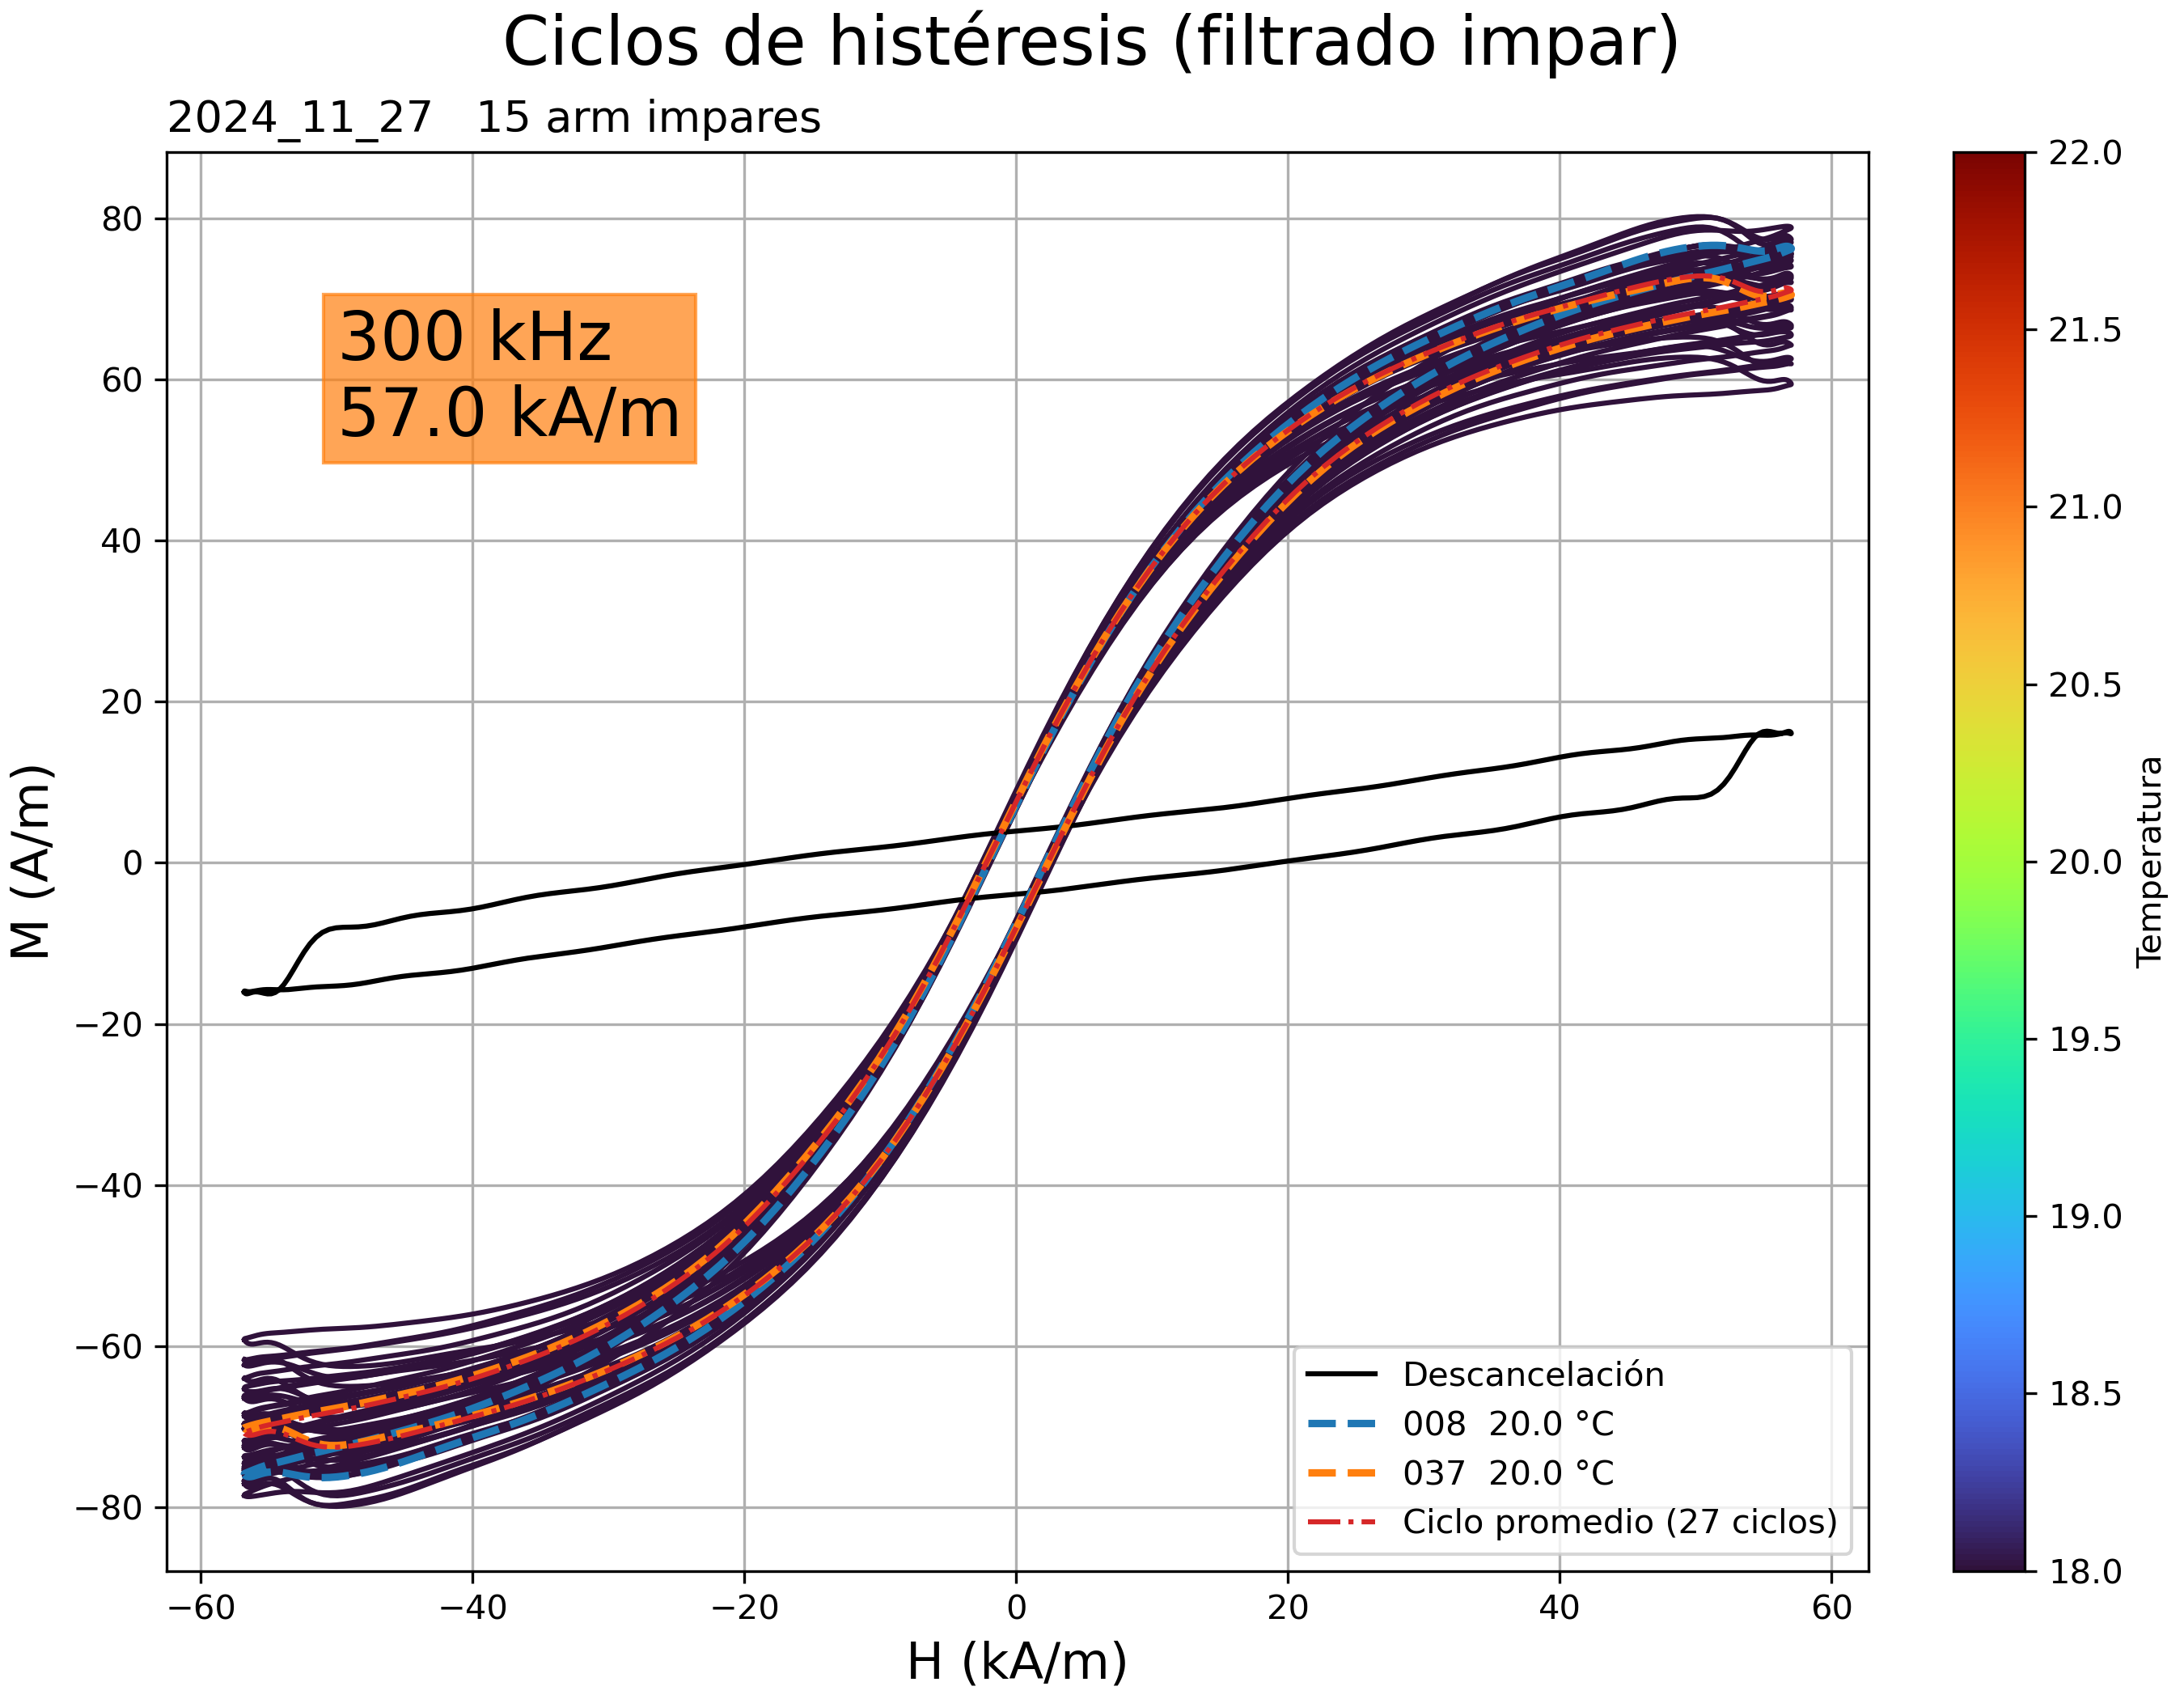 Ciclos de histéresis (filtrado impar)
2024_11_27   15 arm impares
300 kHz
57.0 kA/m
M (A/m)
80
60
40
20
0
−20
−40
−60
−80
−60
−40
−20
0
20
40
60
H (kA/m)
Descancelación
008  20.0 °C
037  20.0 °C
Ciclo promedio (27 ciclos)
22.0
21.5
21.0
20.5
20.0
19.5
19.0
18.5
18.0
Temperatura